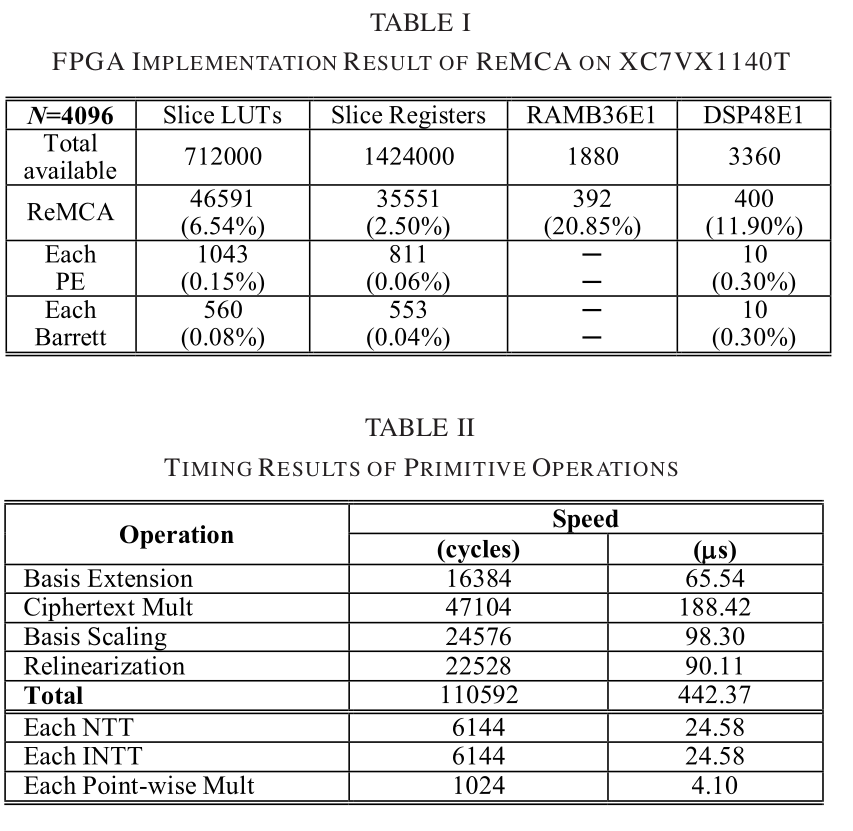 TABLE I
FPGA IMPLEMENTATION RESULT OF REMCA ON XC7VX1140T
N=4096 Slice LUTs Slice Registers RAMB36E1 DSP48E1
Total available 712000 1424000 1880 3360
ReMCA 46591 (6.54%) 35551 (2.50%) 392 (20.85%) 400 (11.90%)
Each PE 1043 (0.15%) 811 (0.06%) — — 10 (0.30%)
Each Barrett 560 (0.08%) 553 (0.04%) — — 10 (0.30%)
TABLE II
TIMING RESULTS OF PRIMITIVE OPERATIONS
Operation Speed
(cycles) (μs)
Basis Extension 16384 65.54
Ciphertext Mult 47104 188.42
Basis Scaling 24576 98.30
Relinearization 22528 90.11
Total 110592 442.37
Each NTT 6144 24.58
Each INTT 6144 24.58
Each Point-wise Mult 1024 4.10